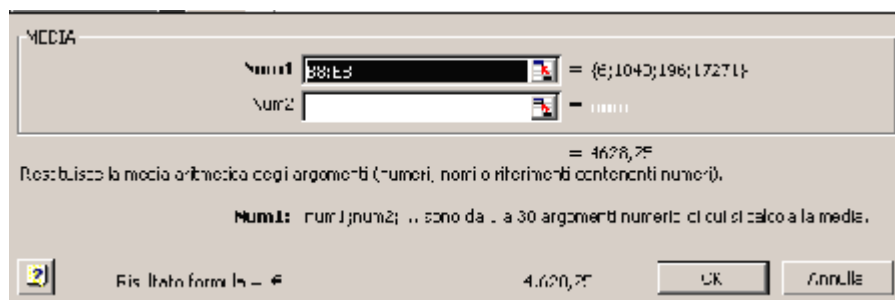 MEDIA
Num1 B8:E8 = {6;1040;196;17271}
Num2 =
= 4628,25
Restituisce la media aritmetica degli argomenti (numeri, nomi o riferimenti contenenti numeri).
Num1: num1;num2; ... sono da 1 a 30 argomenti numerici di cui si calcola la media.
Risultato formula = € 4.628,25
OK Annulla